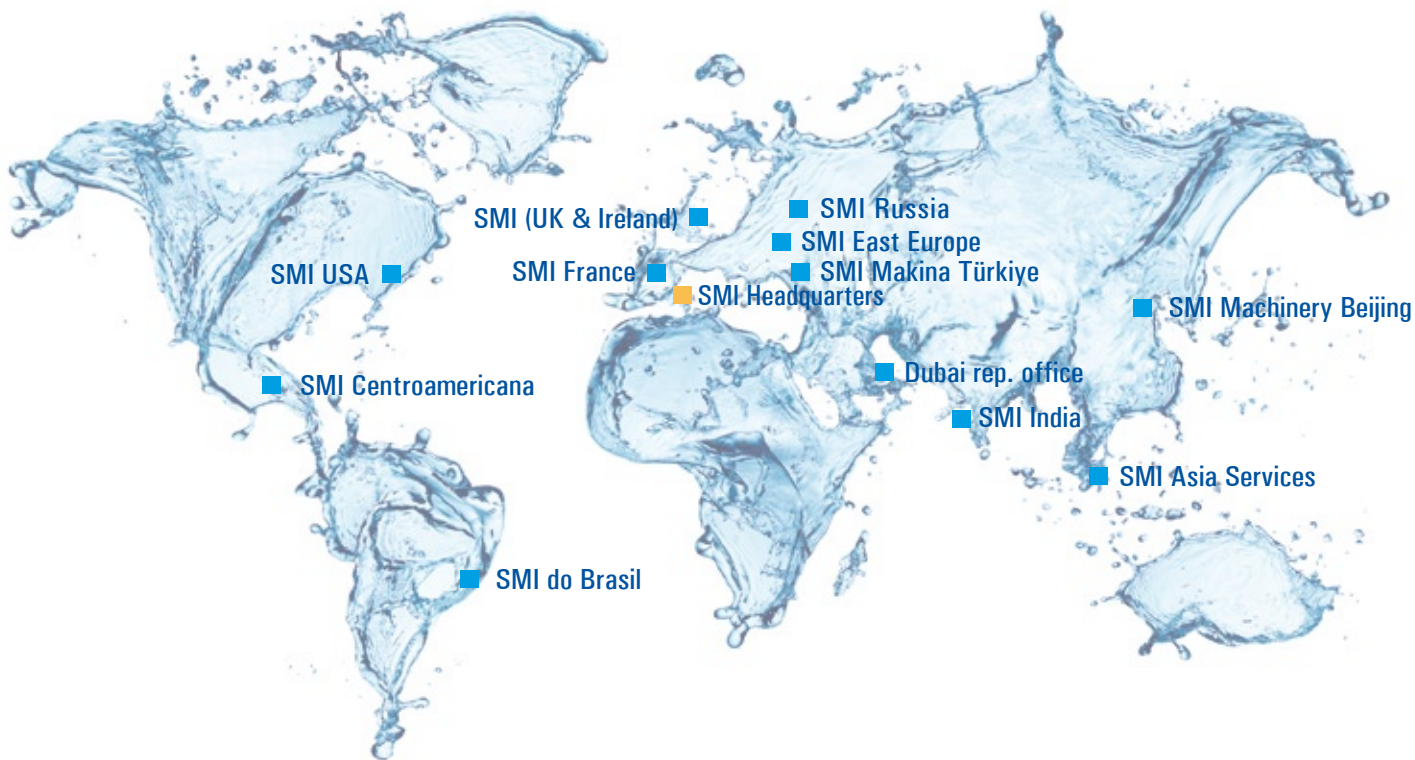 SMI (UK & Ireland)
SMI Russia
SMI East Europe
SMI USA
SMI France
SMI Makina Türkiye
SMI Headquarters
SMI Machinery Beijing
SMI Centroamericana
Dubai rep. office
SMI India
SMI Asia Services
SMI do Brasil